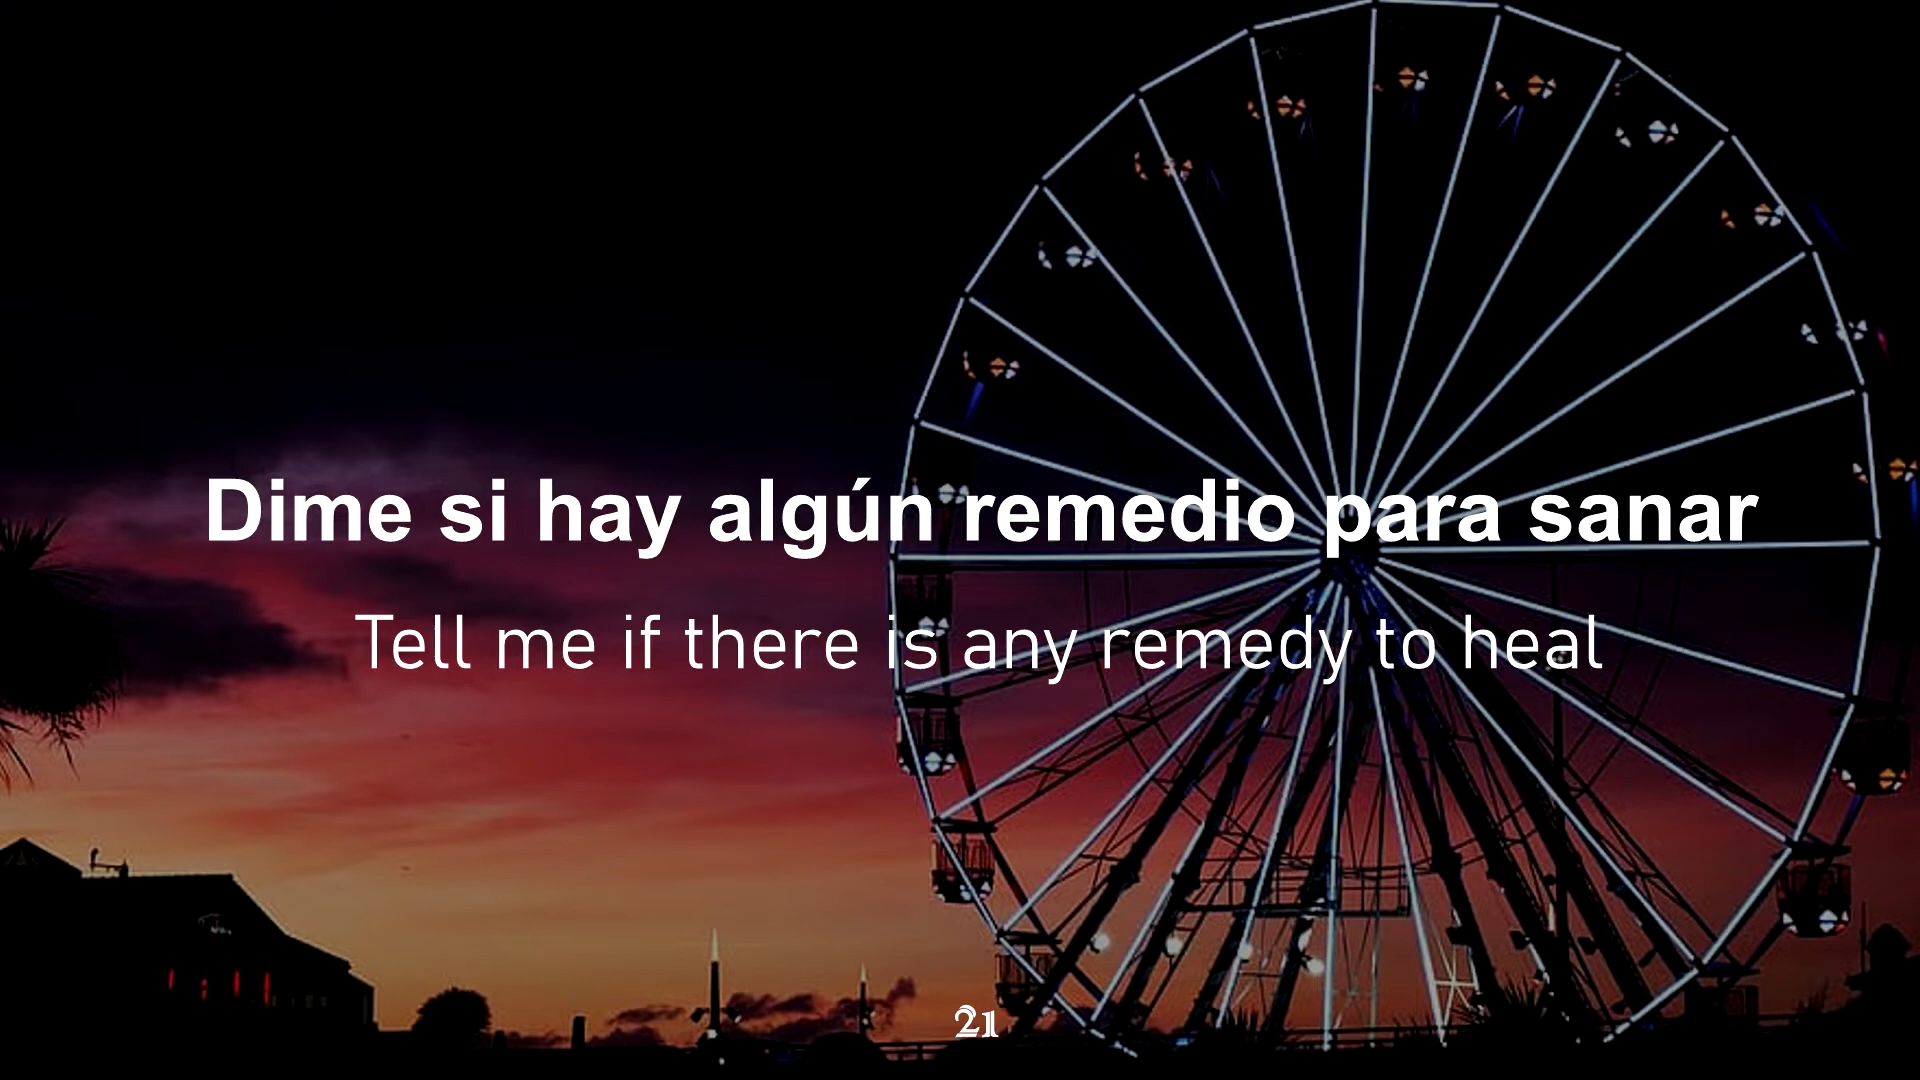 Dime si hay algún remedio para sanar
Tell me if there is any remedy to heal
21